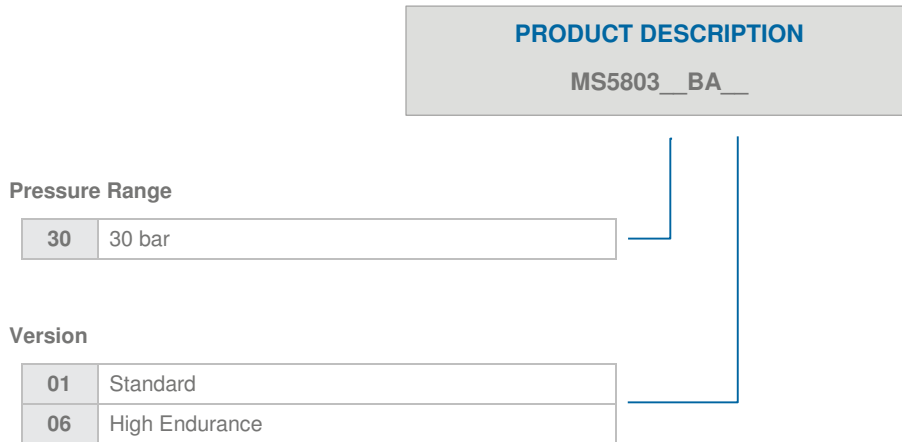 PRODUCT DESCRIPTION
MS5803__BA__
Pressure Range
30 30 bar
Version
01 Standard
06 High Endurance